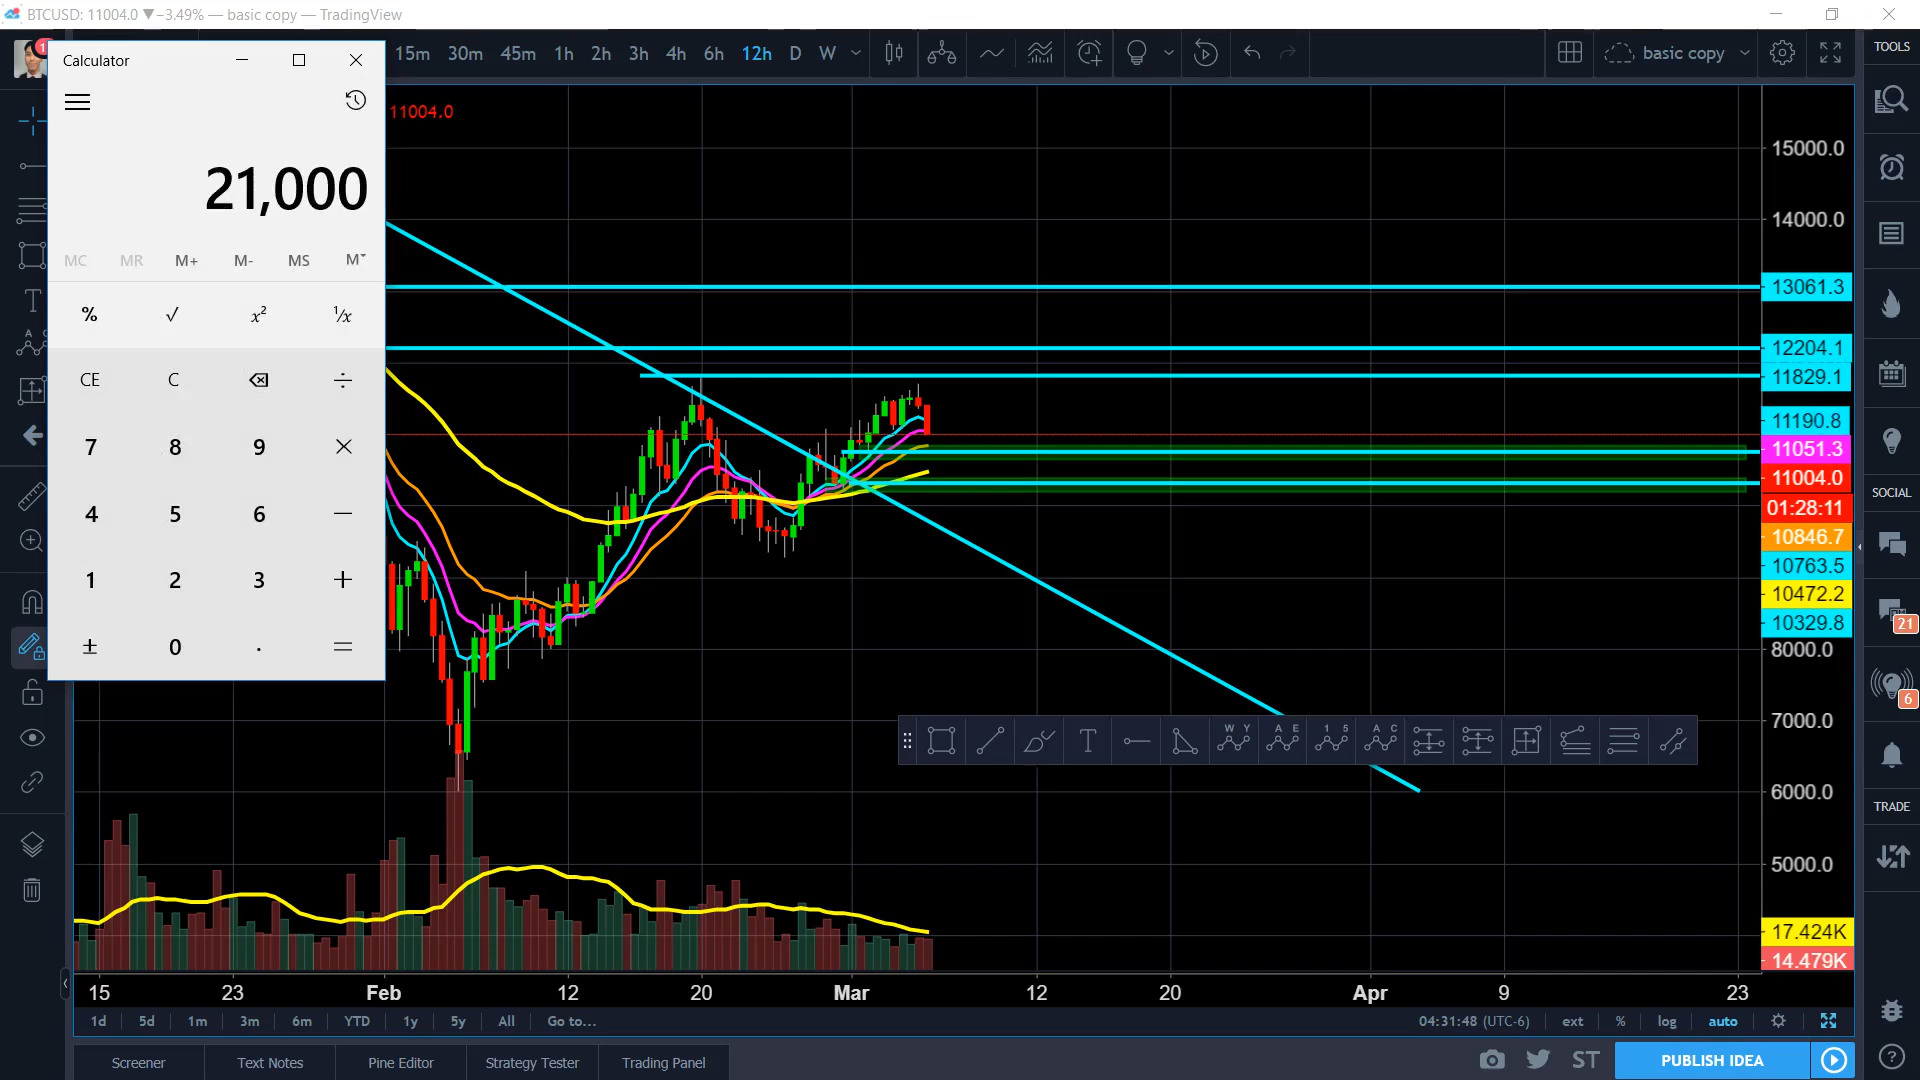 BTCUSD: 11004.0 ▼−3.49% — basic copy — TradingView
TOOLS
1
Calculator
15m 30m 45m 1h 2h 3h 4h 6h 12h D W
basic copy
11004.0
21,000
MC MR M+ M- MS M˅
% √ x² ¹/x
CE C ÷
7 8 9 ×
4 5 6 −
1 2 3 +
± 0 . =
15000.0
14000.0
13061.3
12204.1
11829.1
11190.8
11051.3
11004.0
01:28:11
10846.7
10763.5
10472.2
10329.8
8000.0
7000.0
6000.0
5000.0
17.424K
14.479K
SOCIAL
21
6
TRADE
T
W Y A E 1 5 A C
15 23 Feb 12 20 Mar 12 20 Apr 9 23
1d 5d 1m 3m 6m YTD 1y 5y All Go to...
04:31:48 (UTC-6) ext % log auto
Screener Text Notes Pine Editor Strategy Tester Trading Panel
ST PUBLISH IDEA